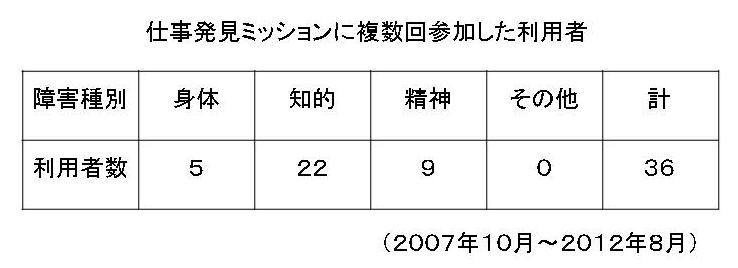 仕事発見ミッションに複数回参加した利用者
障害種別 身体 知的 精神 その他 計
利用者数 ５ ２２ ９ ０ ３６
（２００７年１０月～２０１２年８月）